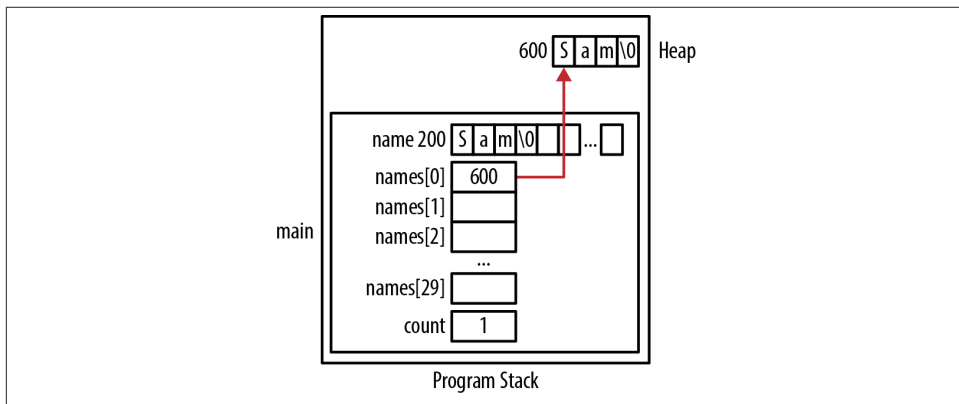 600 S a m \0 Heap
name 200 S a m \0 ...
names[0] 600
names[1]
main
names[2]
...
names[29]
count 1
Program Stack